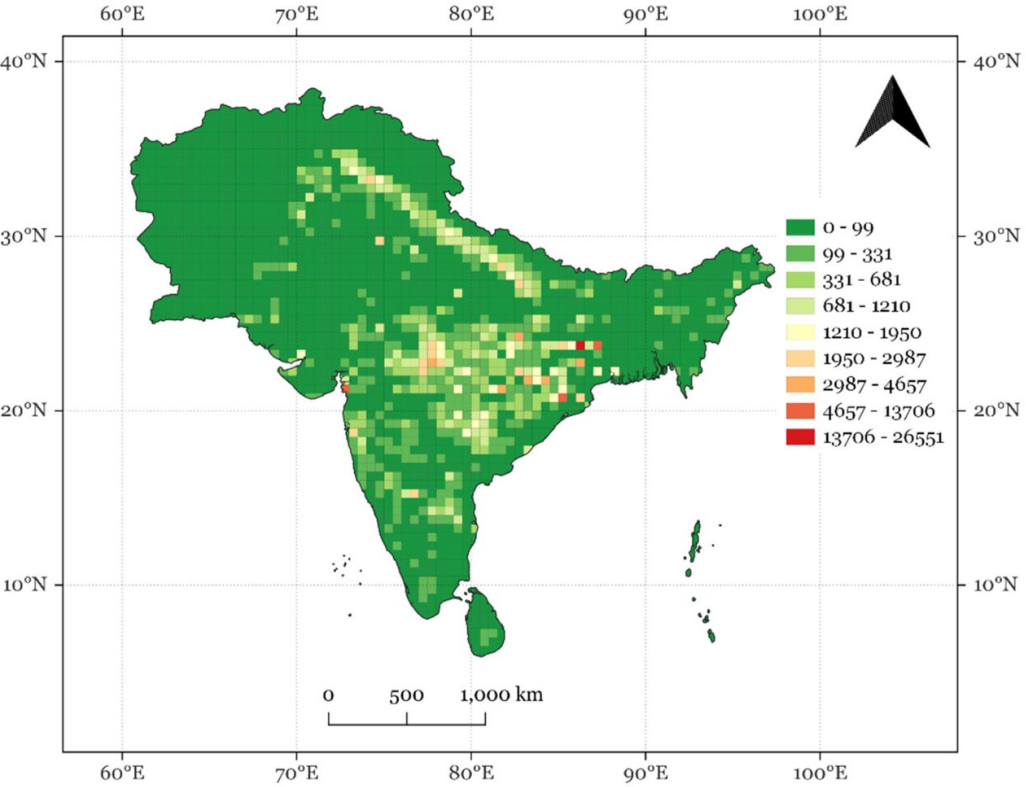 60°E 70°E 80°E 90°E 100°E
40°N 40°N
30°N 30°N
20°N 20°N
10°N 10°N
0 - 99
99 - 331
331 - 681
681 - 1210
1210 - 1950
1950 - 2987
2987 - 4657
4657 - 13706
13706 - 26551
0 500 1,000 km
60°E 70°E 80°E 90°E 100°E